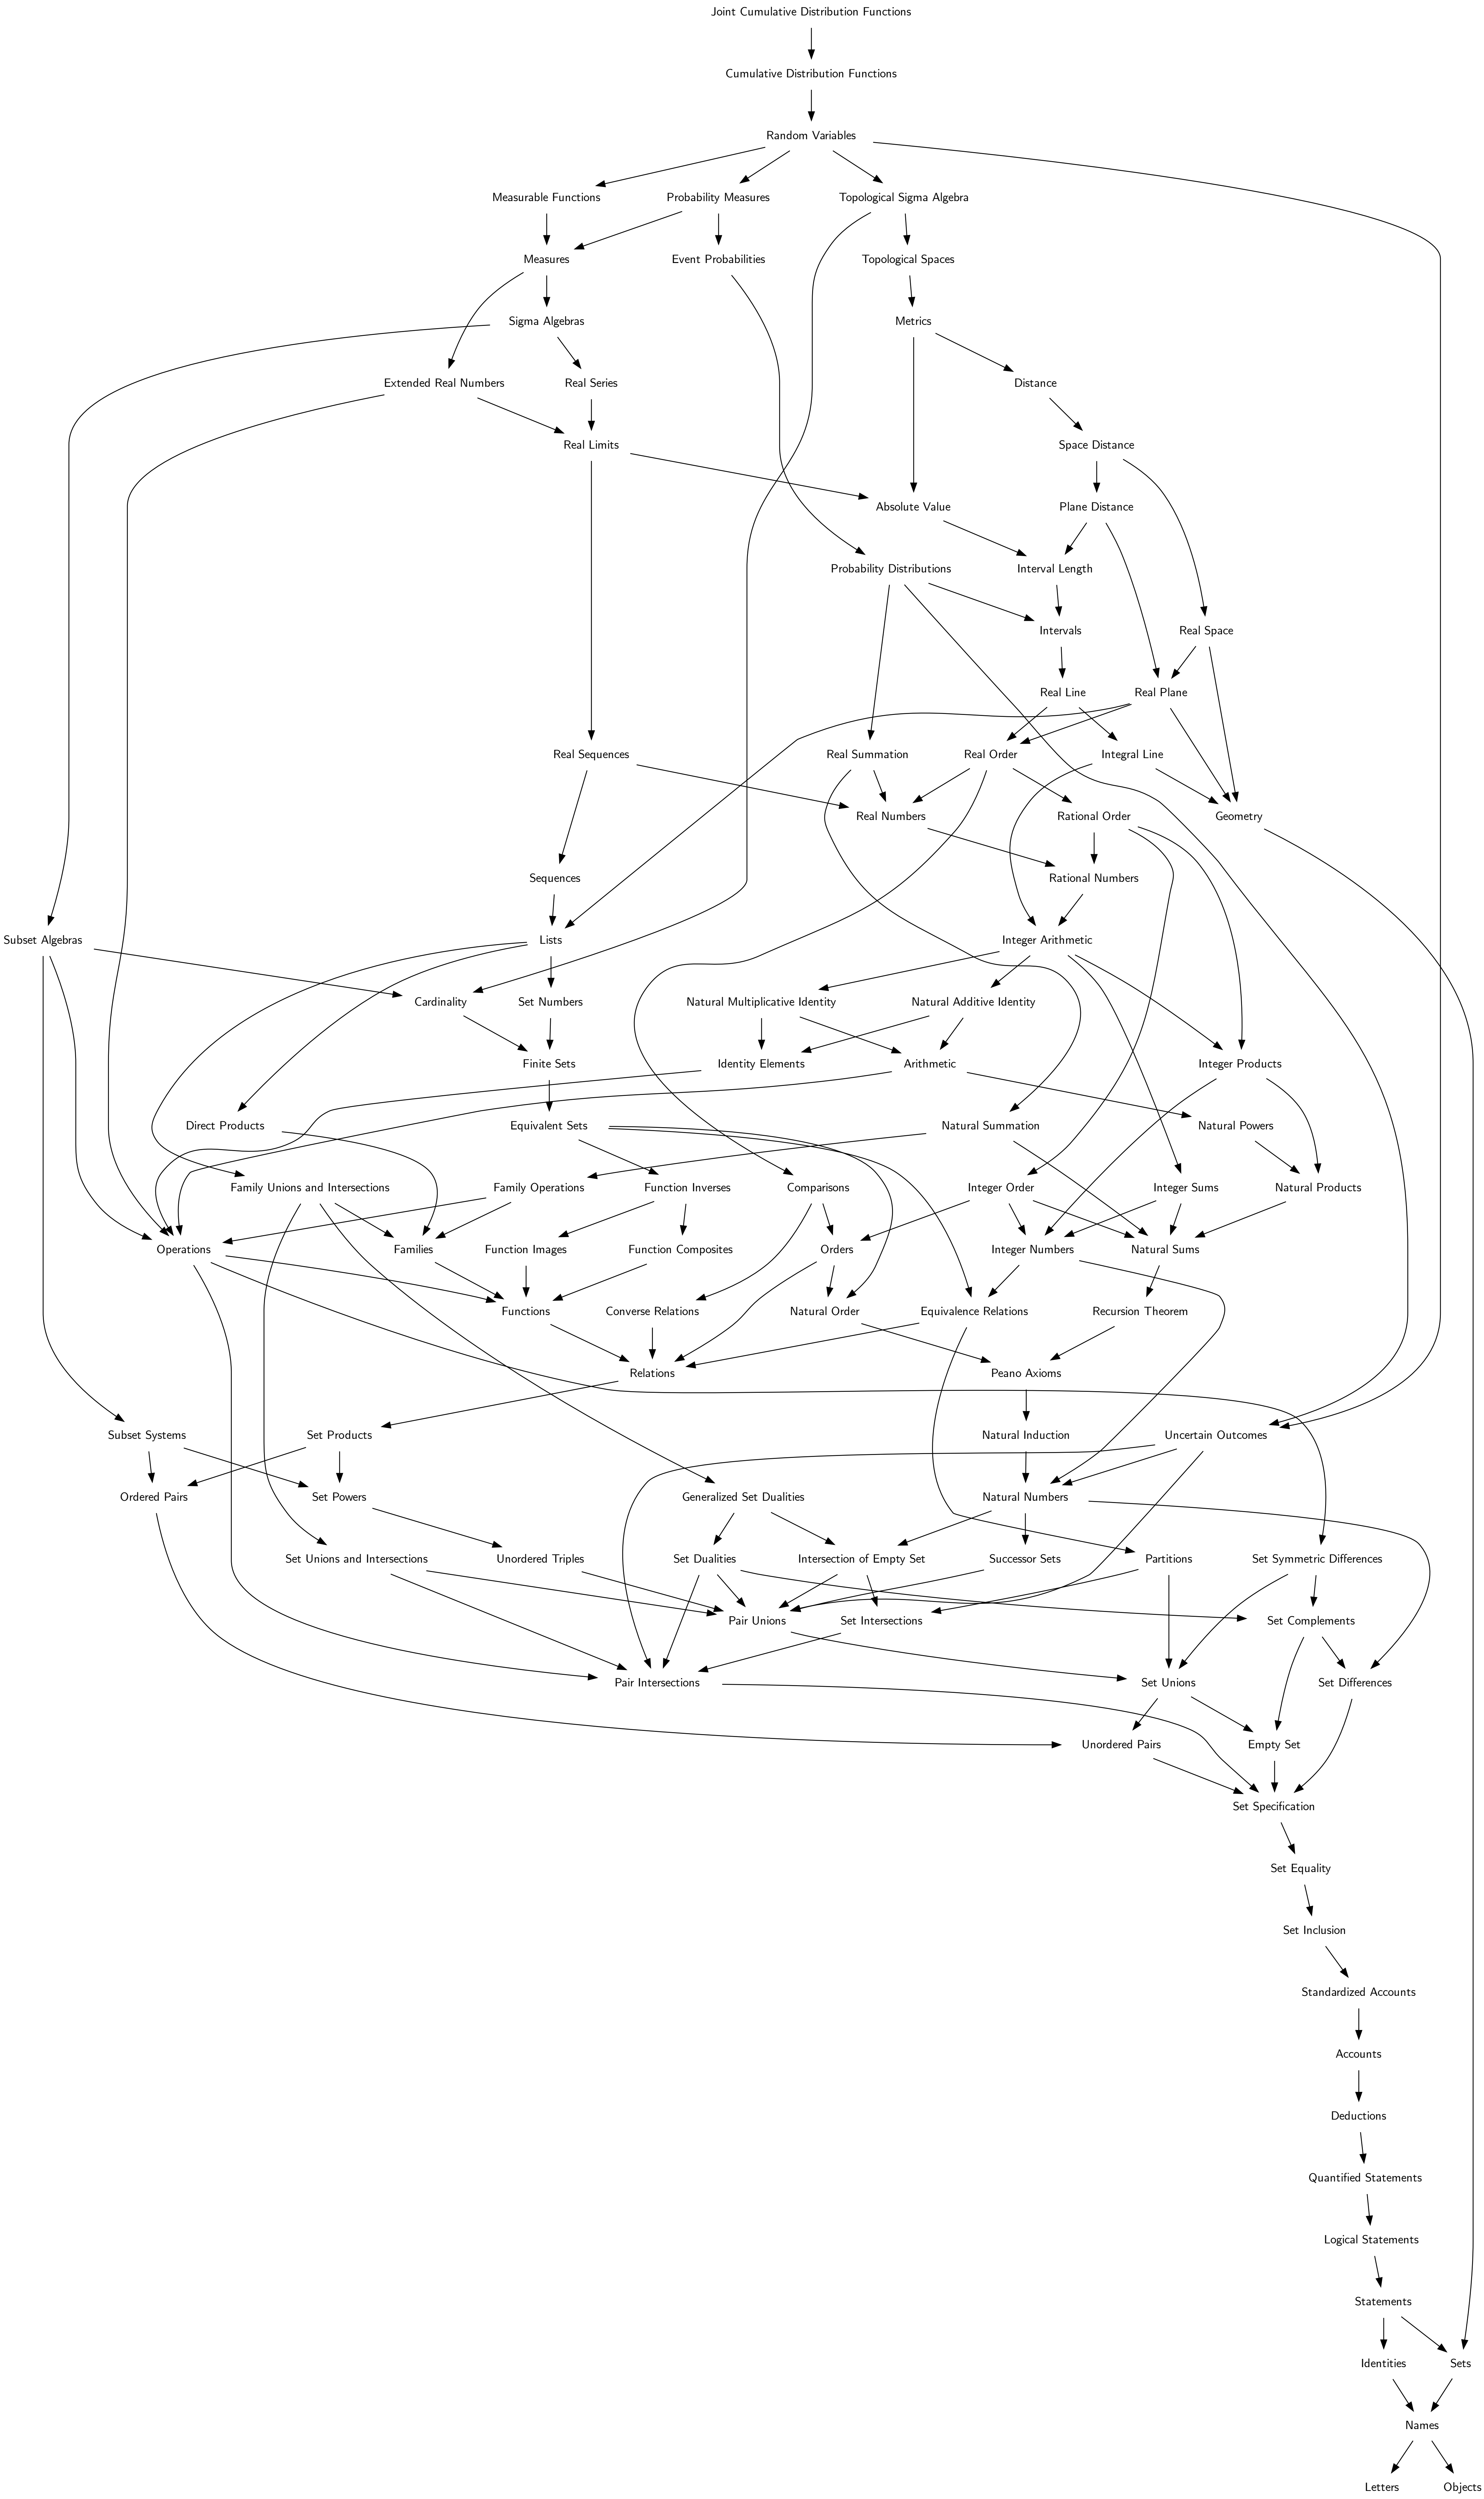 Joint Cumulative Distribution Functions
Cumulative Distribution Functions
Random Variables
Measurable Functions
Probability Measures
Topological Sigma Algebra
Measures
Event Probabilities
Topological Spaces
Sigma Algebras
Metrics
Extended Real Numbers
Real Series
Distance
Real Limits
Space Distance
Absolute Value
Plane Distance
Probability Distributions
Interval Length
Intervals
Real Space
Real Line
Real Plane
Real Sequences
Real Summation
Real Order
Integral Line
Real Numbers
Rational Order
Geometry
Sequences
Rational Numbers
Subset Algebras
Lists
Integer Arithmetic
Cardinality
Set Numbers
Natural Multiplicative Identity
Natural Additive Identity
Finite Sets
Identity Elements
Arithmetic
Integer Products
Direct Products
Equivalent Sets
Natural Summation
Natural Powers
Family Unions and Intersections
Family Operations
Function Inverses
Comparisons
Integer Order
Integer Sums
Natural Products
Operations
Families
Function Images
Function Composites
Orders
Integer Numbers
Natural Sums
Functions
Converse Relations
Natural Order
Equivalence Relations
Recursion Theorem
Relations
Peano Axioms
Subset Systems
Set Products
Natural Induction
Uncertain Outcomes
Ordered Pairs
Set Powers
Generalized Set Dualities
Natural Numbers
Set Unions and Intersections
Unordered Triples
Set Dualities
Intersection of Empty Set
Successor Sets
Partitions
Set Symmetric Differences
Pair Unions
Set Intersections
Set Complements
Pair Intersections
Set Unions
Set Differences
Unordered Pairs
Empty Set
Set Specification
Set Equality
Set Inclusion
Standardized Accounts
Accounts
Deductions
Quantified Statements
Logical Statements
Statements
Identities
Sets
Names
Letters
Objects